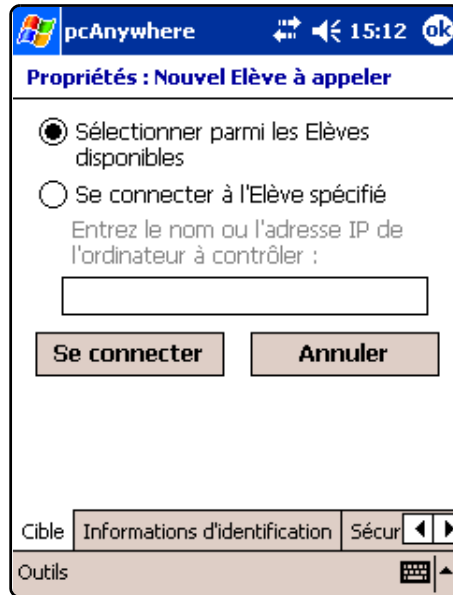 pcAnywhere 15:12 ok
Propriétés : Nouvel Elève à appeler
Sélectionner parmi les Elèves
disponibles
Se connecter à l'Elève spécifié
Entrez le nom ou l'adresse IP de
l'ordinateur à contrôler :
Se connecter Annuler
Cible Informations d'identification Sécur
Outils